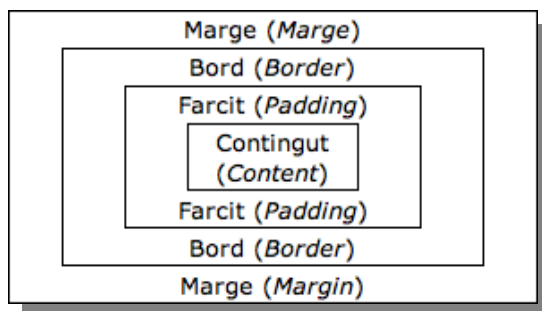 Marge (Marge)
Bord (Border)
Farcit (Padding)
Contingut
(Content)
Farcit (Padding)
Bord (Border)
Marge (Margin)